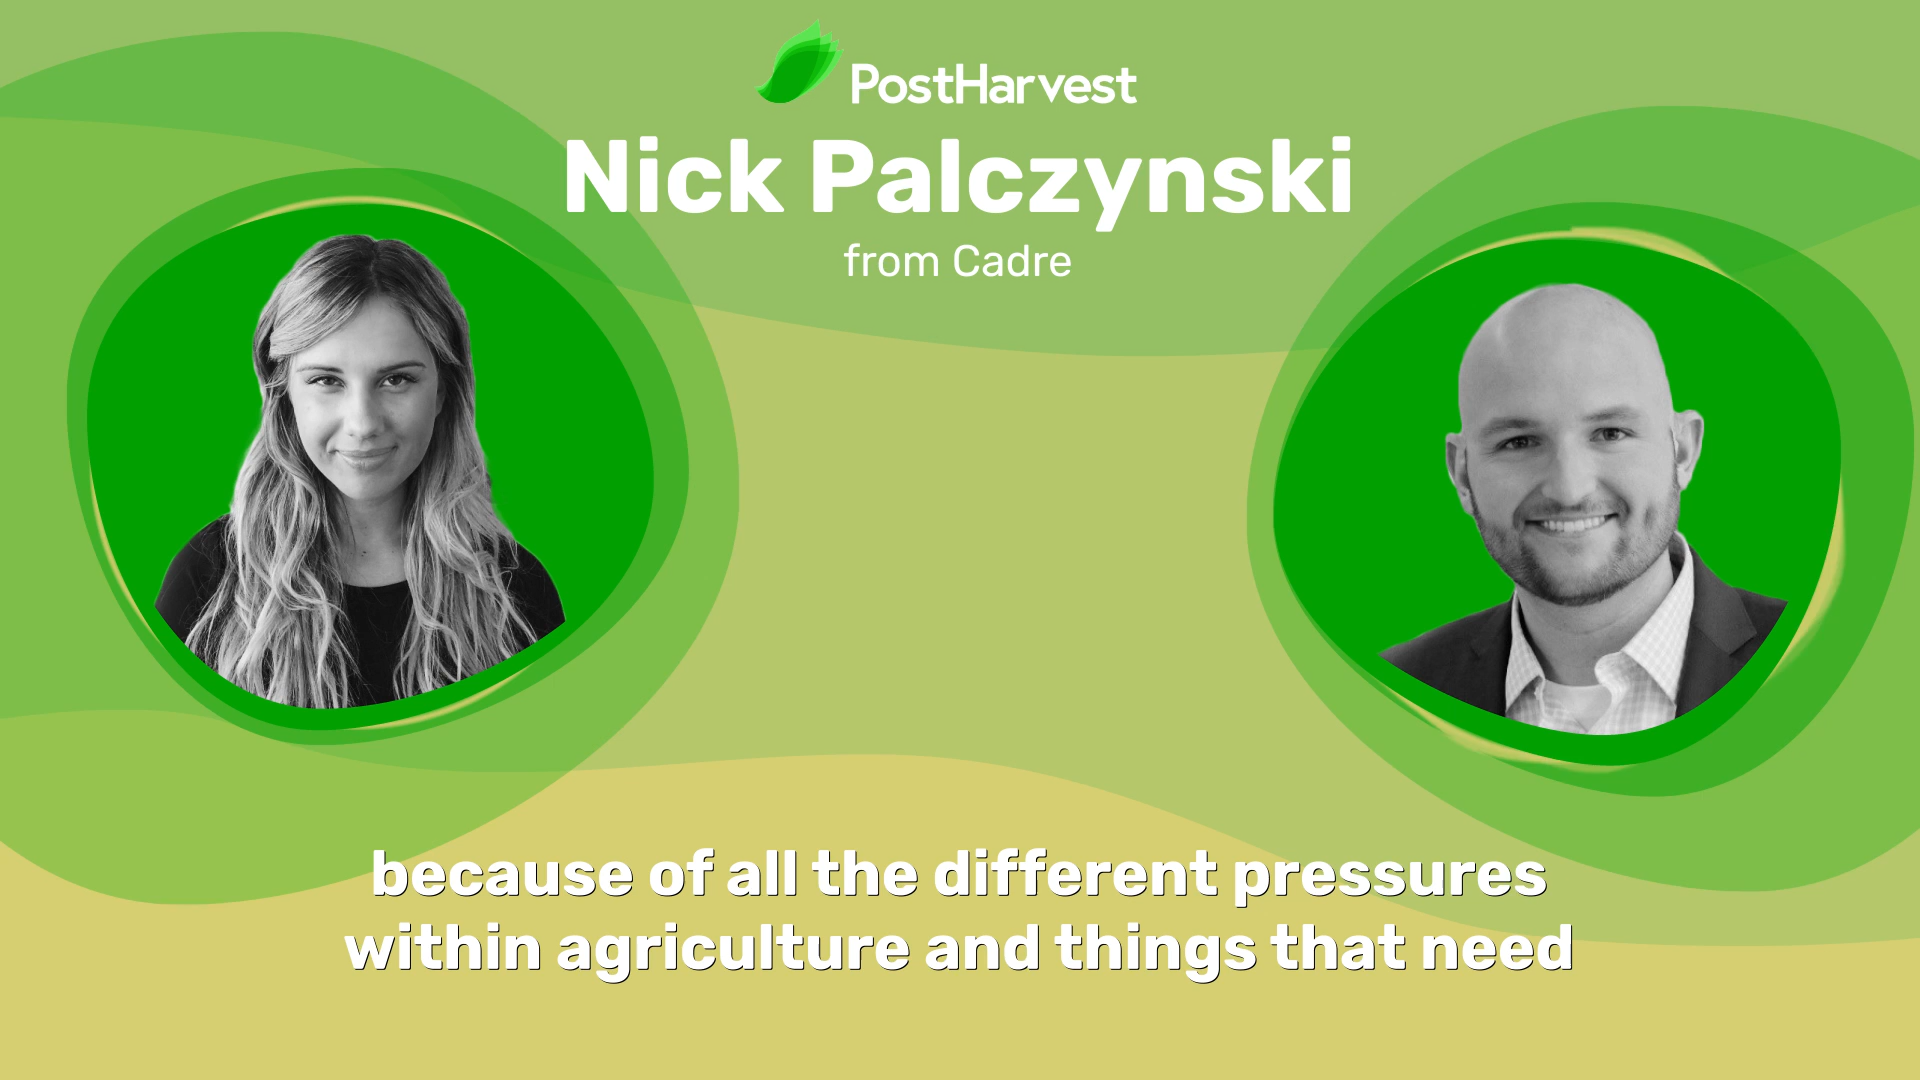 PostHarvest
Nick Palczynski
from Cadre
because of all the different pressures
within agriculture and things that need